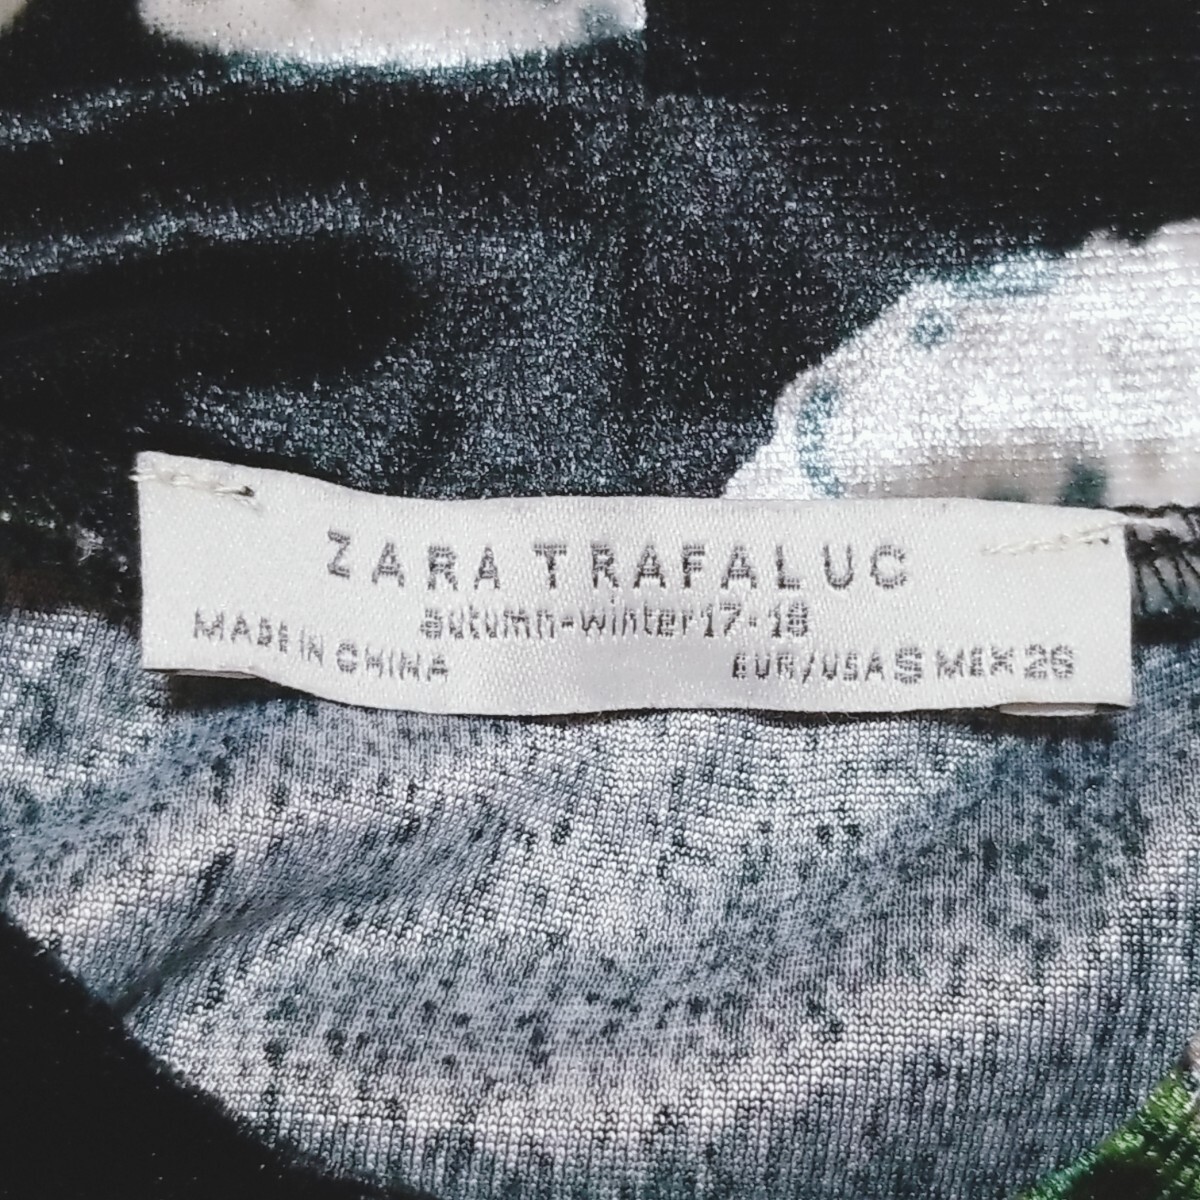 ZARA TRAFALUC
autumn-winter 17-18
MADE IN CHINA
EUR/USA S MEX 26